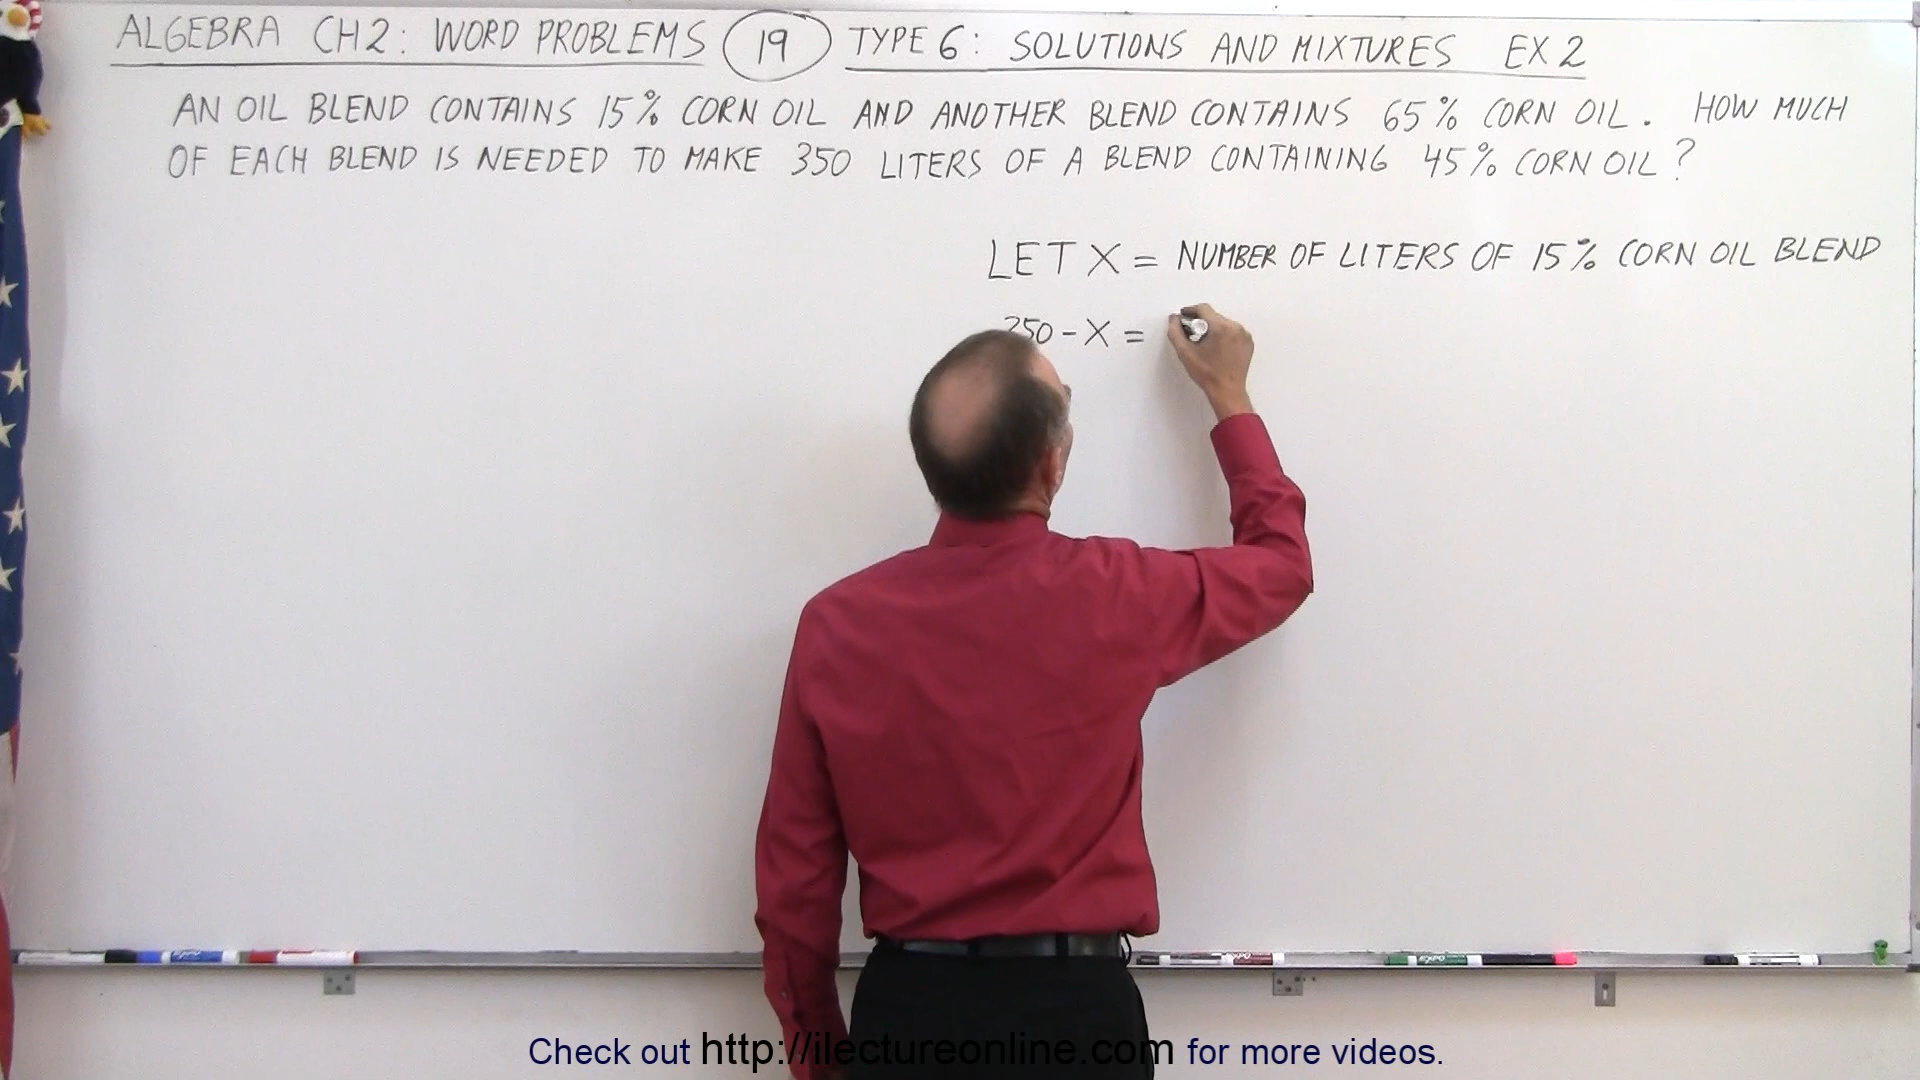 ALGEBRA CH2: WORD PROBLEMS 19 TYPE 6: SOLUTIONS AND MIXTURES EX 2
AN OIL BLEND CONTAINS 15% CORN OIL AND ANOTHER BLEND CONTAINS 65% CORN OIL. HOW MUCH
OF EACH BLEND IS NEEDED TO MAKE 350 LITERS OF A BLEND CONTAINING 45% CORN OIL?
LET X = NUMBER OF LITERS OF 15% CORN OIL BLEND
350 - X =
Check out http://ilectureonline.com for more videos.